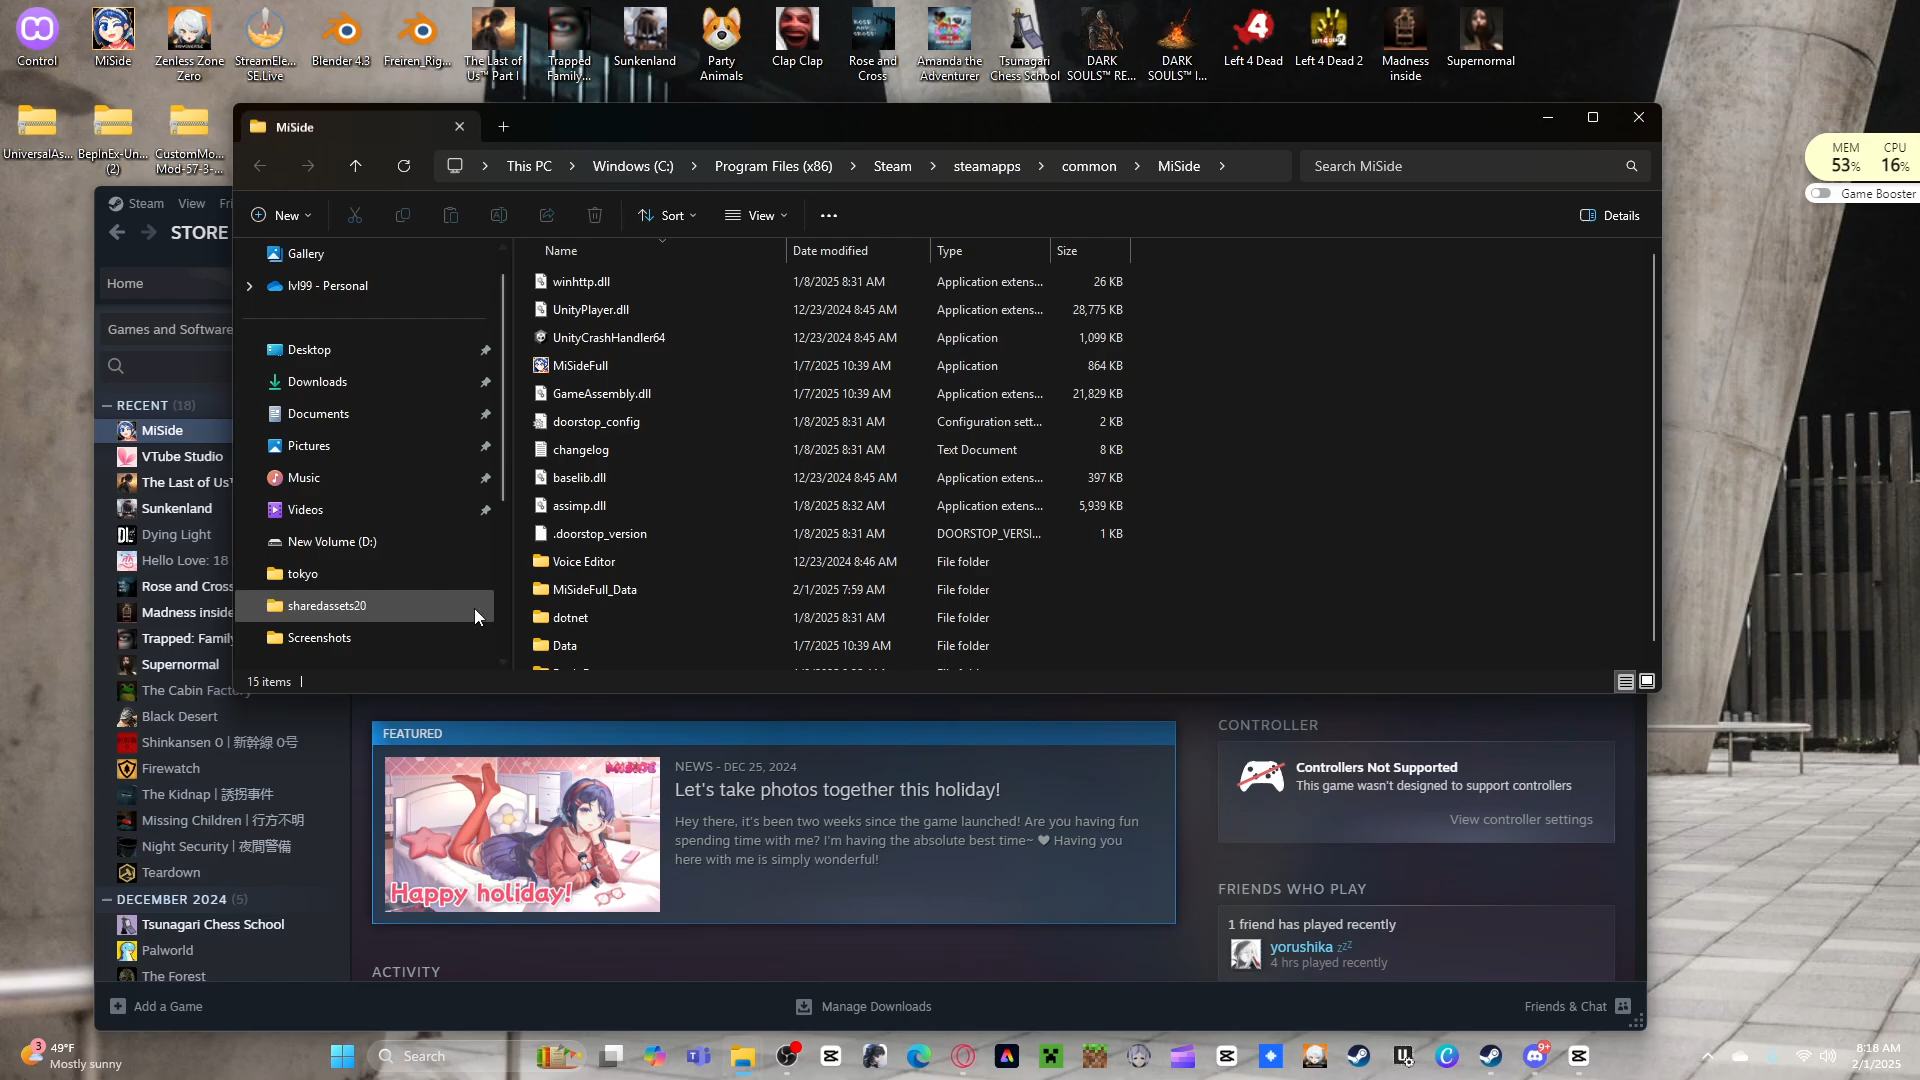 Control
MiSide
Zenless Zone
Zero
StreamEle...
SE.Live
Blender 4.3
Freiren_Rig...
The Last of
Us™ Part I
Trapped
Family...
Sunkenland
Party
Animals
Clap Clap
Rose and
Cross
Amanda the
Adventurer
Tsunagari
Chess School
DARK
SOULS™ RE...
DARK
SOULS™ I...
Left 4 Dead
Left 4 Dead 2
Madness
inside
Supernormal
UniversalAs...
BepInEx-Un...
(2)
CustomMo...
Mod-57-3-...
MEM
53%
CPU
16%
Game Booster
MiSide
This PC
Windows (C:)
Program Files (x86)
Steam
steamapps
common
MiSide
Search MiSide
New
Sort
View
Details
Gallery
lvl99 - Personal
Desktop
Downloads
Documents
Pictures
Music
Videos
New Volume (D:)
tokyo
sharedassets20
Screenshots
Name Date modified Type Size
winhttp.dll 1/8/2025 8:31 AM Application extens... 26 KB
UnityPlayer.dll 12/23/2024 8:45 AM Application extens... 28,775 KB
UnityCrashHandler64 12/23/2024 8:45 AM Application 1,099 KB
MiSideFull 1/7/2025 10:39 AM Application 864 KB
GameAssembly.dll 1/7/2025 10:39 AM Application extens... 21,829 KB
doorstop_config 1/8/2025 8:31 AM Configuration sett... 2 KB
changelog 1/8/2025 8:31 AM Text Document 8 KB
baselib.dll 12/23/2024 8:45 AM Application extens... 397 KB
assimp.dll 1/8/2025 8:32 AM Application extens... 5,939 KB
.doorstop_version 1/8/2025 8:31 AM DOORSTOP_VERSI... 1 KB
Voice Editor 12/23/2024 8:46 AM File folder
MiSideFull_Data 2/1/2025 7:59 AM File folder
dotnet 1/8/2025 8:31 AM File folder
Data 1/7/2025 10:39 AM File folder
15 items
Steam View Fri
STORE
Home
Games and Software
RECENT (18)
MiSide
VTube Studio
The Last of Us
Sunkenland
Dying Light
Hello Love: 18
Rose and Cross
Madness inside
Trapped: Family
Supernormal
The Cabin Factory
Black Desert
Shinkansen 0 | 新幹線 0号
Firewatch
The Kidnap | 誘拐事件
Missing Children | 行方不明
Night Security | 夜間警備
Teardown
DECEMBER 2024 (5)
Tsunagari Chess School
Palworld
The Forest
FEATURED
MISIDE
Happy holiday!
NEWS - DEC 25, 2024
Let's take photos together this holiday!
Hey there, it's been two weeks since the game launched! Are you having fun
spending time with me? I'm having the absolute best time~ ♥ Having you
here with me is simply wonderful!
ACTIVITY
CONTROLLER
Controllers Not Supported
This game wasn't designed to support controllers
View controller settings
FRIENDS WHO PLAY
1 friend has played recently
yorushika zzZ
4 hrs played recently
Add a Game
Manage Downloads
Friends & Chat
3
49°F
Mostly sunny
Search
9+
8:18 AM
2/1/2025